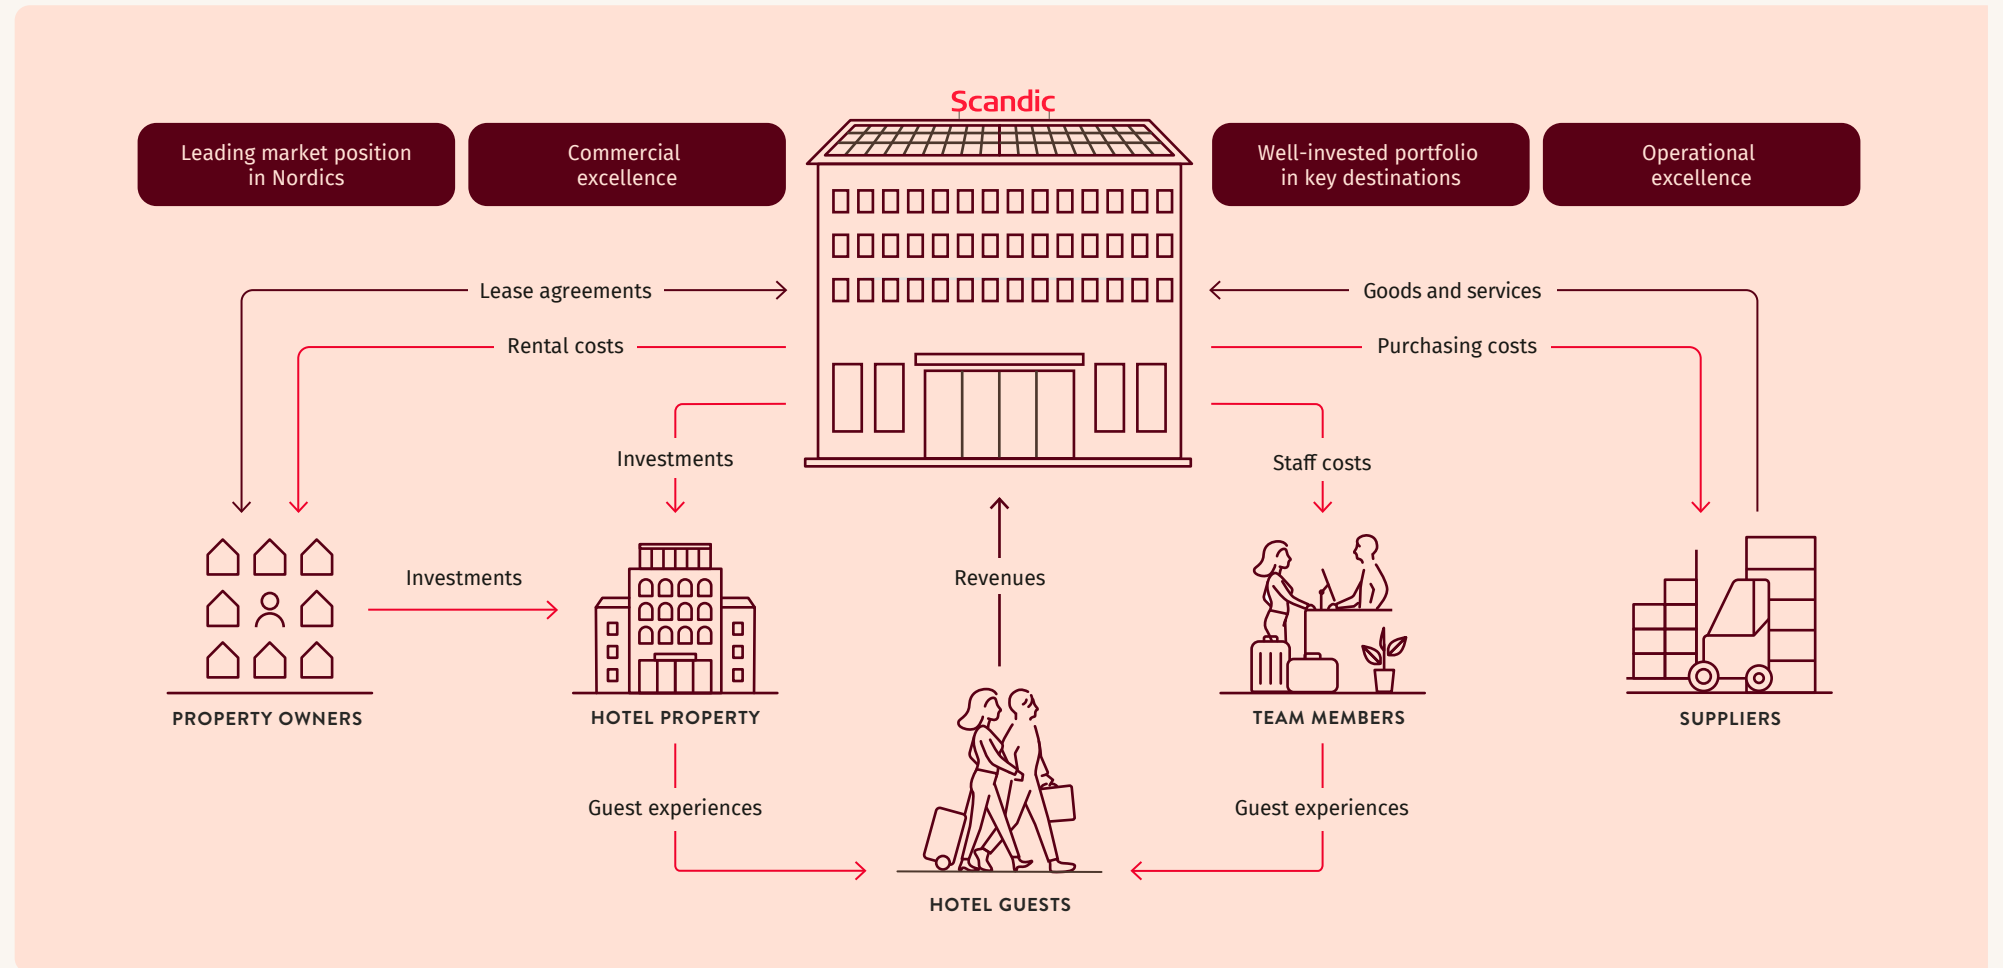 Scandic
Leading market position
in Nordics
Commercial
excellence
Well-invested portfolio
in key destinations
Operational
excellence
Lease agreements
Goods and services
Rental costs
Purchasing costs
Investments
Staff costs
Investments
Revenues
PROPERTY OWNERS
HOTEL PROPERTY
TEAM MEMBERS
SUPPLIERS
Guest experiences
Guest experiences
HOTEL GUESTS